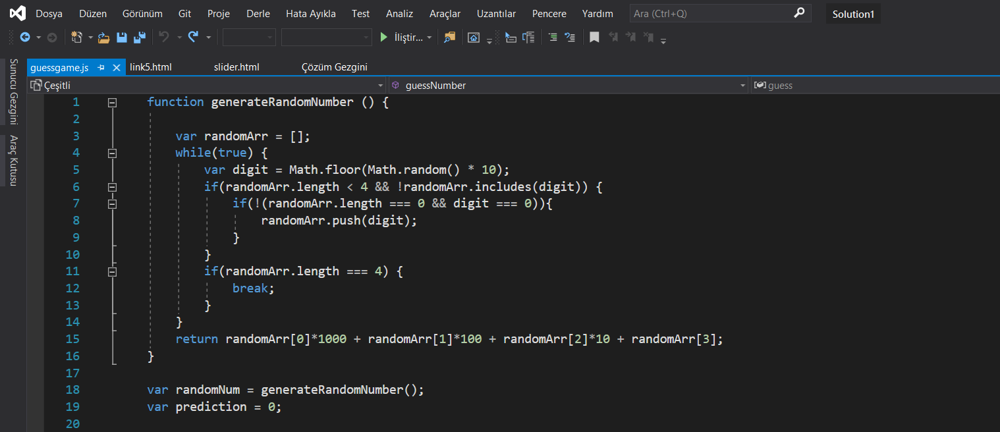 Dosya Düzen Görünüm Git Proje Derle Hata Ayıkla Test Analiz Araçlar Uzantılar Pencere Yardım Ara (Ctrl+Q) Solution1
İliştir...
Sunucu Gezgini
Araç Kutusu
guessgame.js link5.html slider.html Çözüm Gezgini
Çeşitli guessNumber guess
1 function generateRandomNumber () {
2
3 var randomArr = [];
4 while(true) {
5 var digit = Math.floor(Math.random() * 10);
6 if(randomArr.length < 4 && !randomArr.includes(digit)) {
7 if(!(randomArr.length === 0 && digit === 0)){
8 randomArr.push(digit);
9 }
10 }
11 if(randomArr.length === 4) {
12 break;
13 }
14 }
15 return randomArr[0]*1000 + randomArr[1]*100 + randomArr[2]*10 + randomArr[3];
16 }
17
18 var randomNum = generateRandomNumber();
19 var prediction = 0;
20